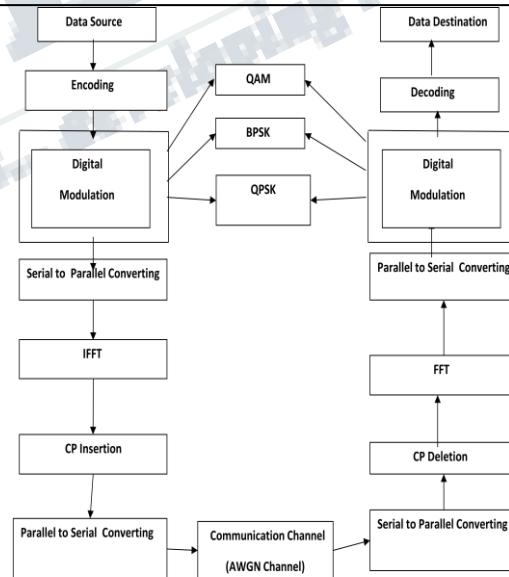 Data Source
Data Destination
Encoding
QAM
Decoding
BPSK
Digital
Modulation
QPSK
Digital
Modulation
Serial to Parallel Converting
Parallel to Serial Converting
IFFT
FFT
CP Insertion
CP Deletion
Parallel to Serial Converting
Communication Channel
(AWGN Channel)
Serial to Parallel Converting